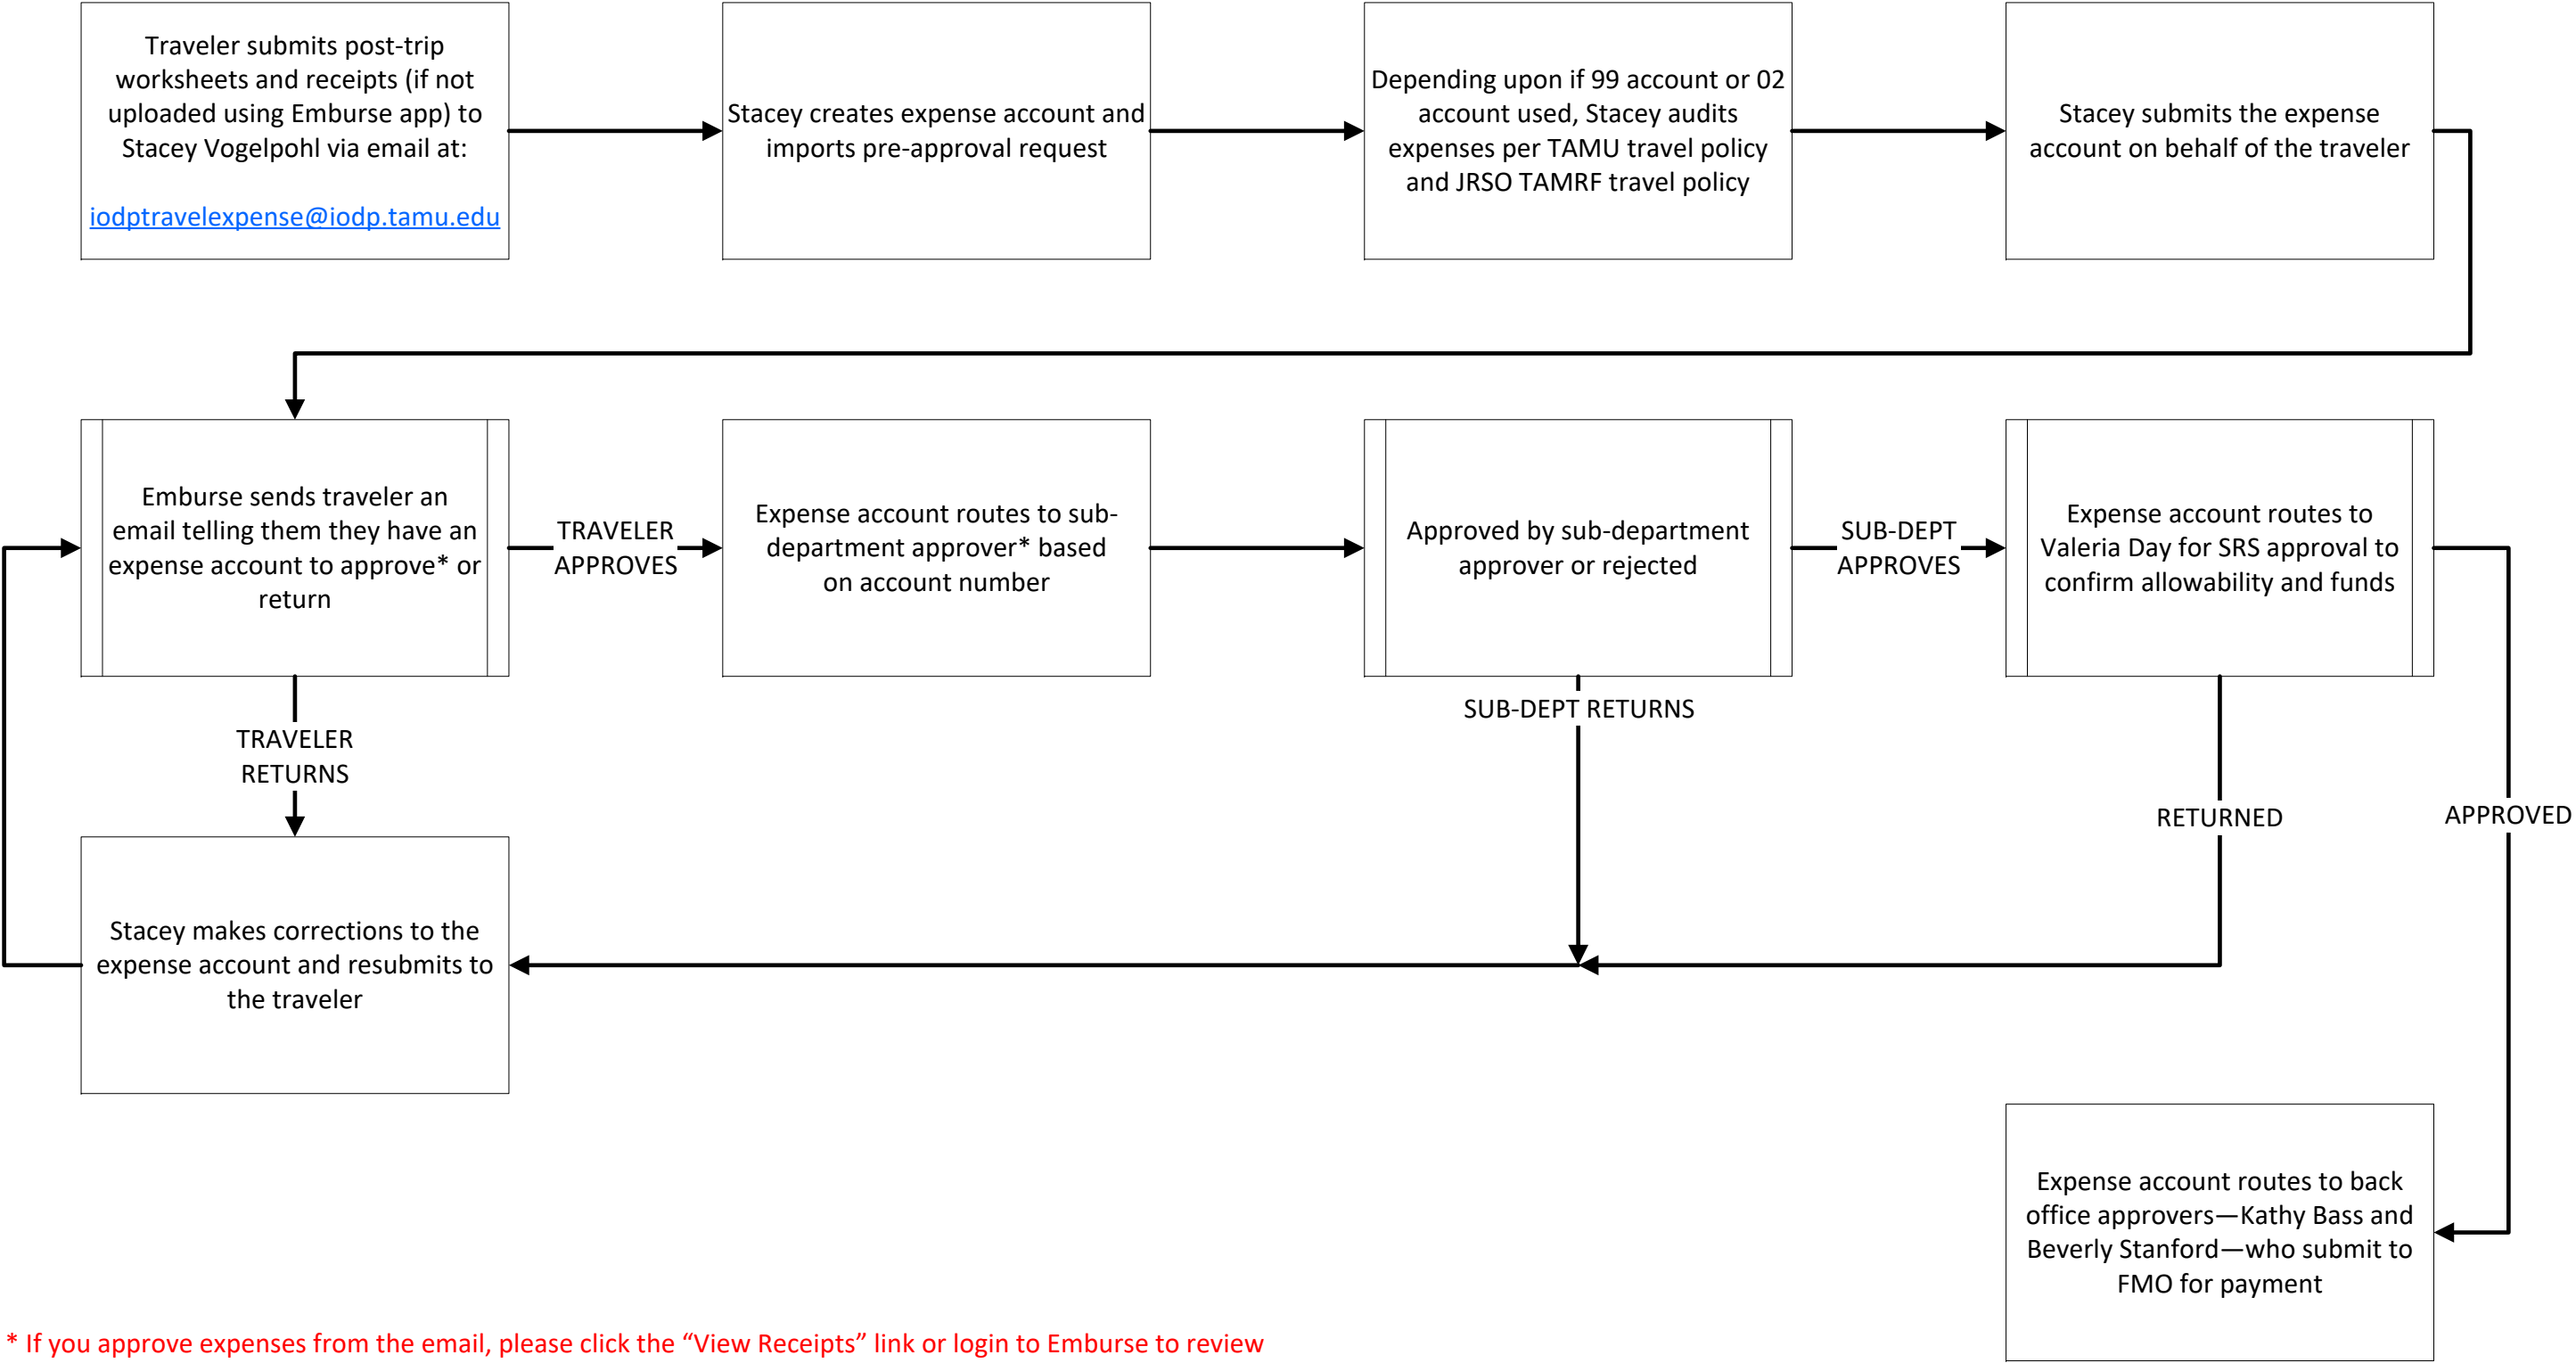 Traveler submits post-trip
worksheets and receipts (if not
uploaded using Emburse app) to
Stacey Vogelpohl via email at:
iodptravelexpense@iodp.tamu.edu
Stacey creates expense account and
imports pre-approval request
Depending upon if 99 account or 02
account used, Stacey audits
expenses per TAMU travel policy
and JRSO TAMRF travel policy
Stacey submits the expense
account on behalf of the traveler
Emburse sends traveler an
email telling them they have an
expense account to approve* or
return
TRAVELER
APPROVES
Expense account routes to sub-
department approver* based
on account number
Approved by sub-department
approver or rejected
SUB-DEPT
APPROVES
Expense account routes to
Valeria Day for SRS approval to
confirm allowability and funds
TRAVELER
RETURNS
SUB-DEPT RETURNS
RETURNED
APPROVED
Stacey makes corrections to the
expense account and resubmits to
the traveler
Expense account routes to back
office approvers—Kathy Bass and
Beverly Stanford—who submit to
FMO for payment
* If you approve expenses from the email, please click the “View Receipts” link or login to Emburse to review